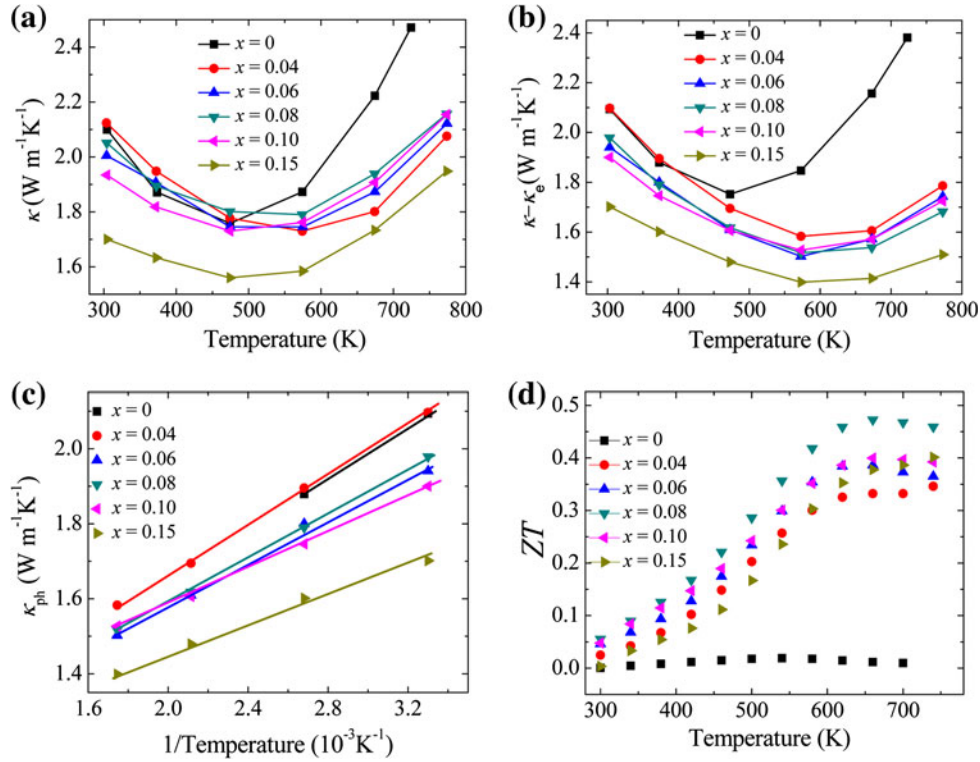 (a)
2.4
2.2
2.0
1.8
1.6
κ (W m⁻¹K⁻¹)
x = 0
x = 0.04
x = 0.06
x = 0.08
x = 0.10
x = 0.15
300 400 500 600 700 800
Temperature (K)
(b)
2.4
2.2
2.0
1.8
1.6
1.4
κ−κₑ(W m⁻¹K⁻¹)
x = 0
x = 0.04
x = 0.06
x = 0.08
x = 0.10
x = 0.15
300 400 500 600 700 800
Temperature (K)
(c)
2.0
1.8
1.6
1.4
κph (W m⁻¹K⁻¹)
x = 0
x = 0.04
x = 0.06
x = 0.08
x = 0.10
x = 0.15
1.6 2.0 2.4 2.8 3.2
1/Temperature (10⁻³K⁻¹)
(d)
0.5
0.4
0.3
0.2
0.1
0.0
ZT
x = 0
x = 0.04
x = 0.06
x = 0.08
x = 0.10
x = 0.15
300 400 500 600 700
Temperature (K)